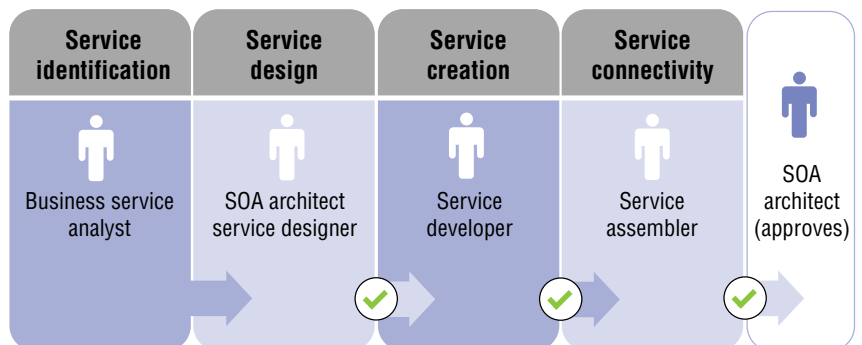 Service
identification
Service
design
Service
creation
Service
connectivity
Business service
analyst
SOA architect
service designer
Service
developer
Service
assembler
SOA
architect
(approves)